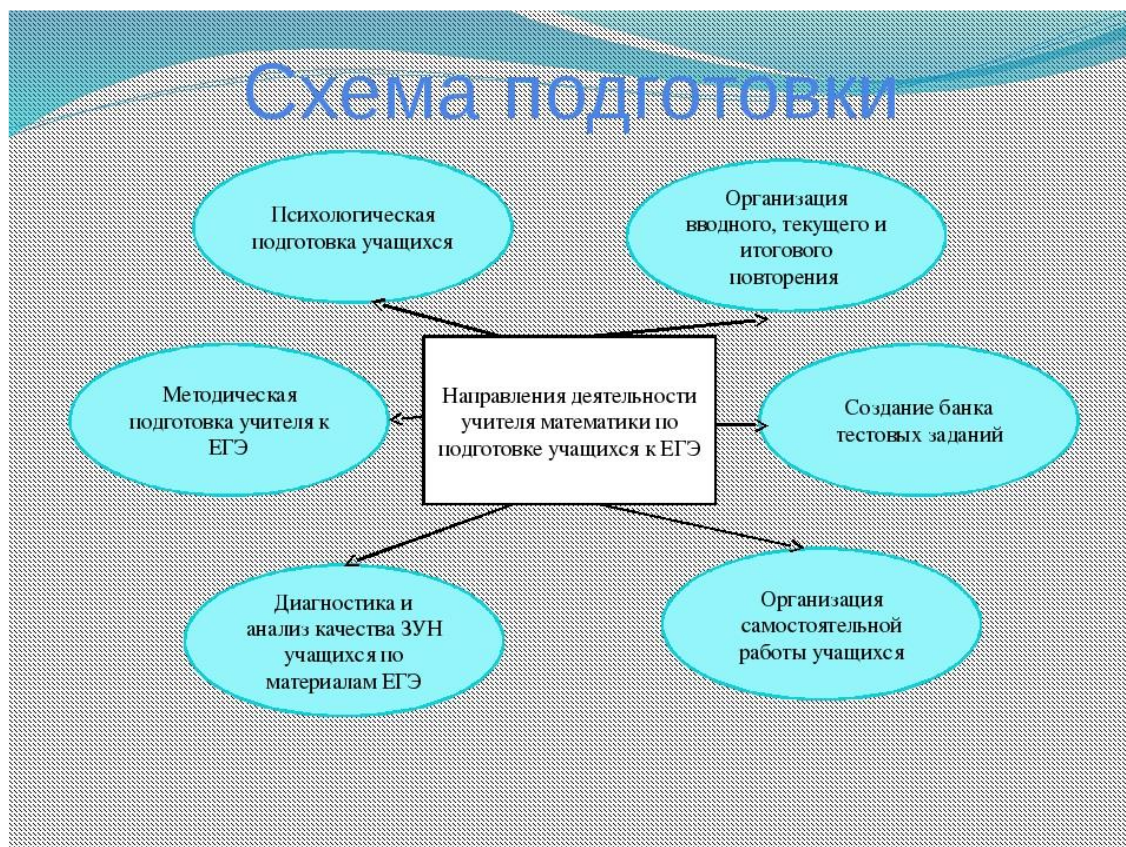 Схема подготовки
Психологическая
подготовка учащихся
Организация
вводного, текущего и
итогового
повторения
Методическая
подготовка учителя к
ЕГЭ
Направления деятельности
учителя математики по
подготовке учащихся к ЕГЭ
Создание банка
тестовых заданий
Диагностика и
анализ качества ЗУН
учащихся по
материалам ЕГЭ
Организация
самостоятельной
работы учащихся